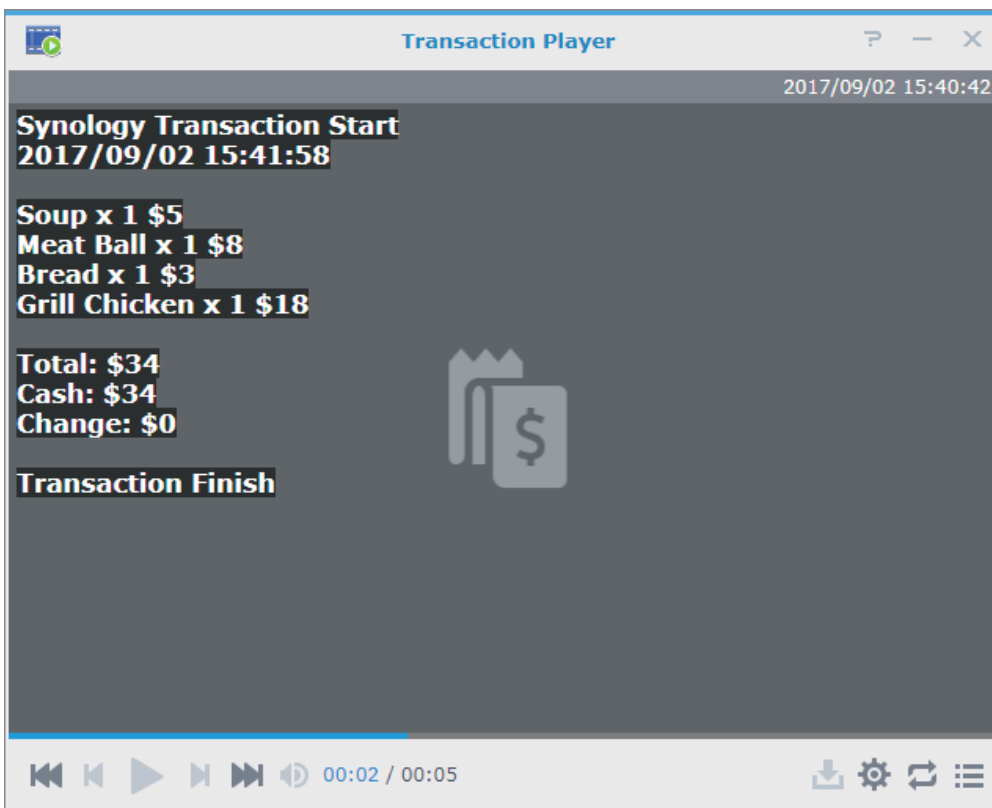 Transaction Player
2017/09/02 15:40:42
Synology Transaction Start
2017/09/02 15:41:58
Soup x 1 $5
Meat Ball x 1 $8
Bread x 1 $3
Grill Chicken x 1 $18
Total: $34
Cash: $34
Change: $0
Transaction Finish
$
00:02 / 00:05